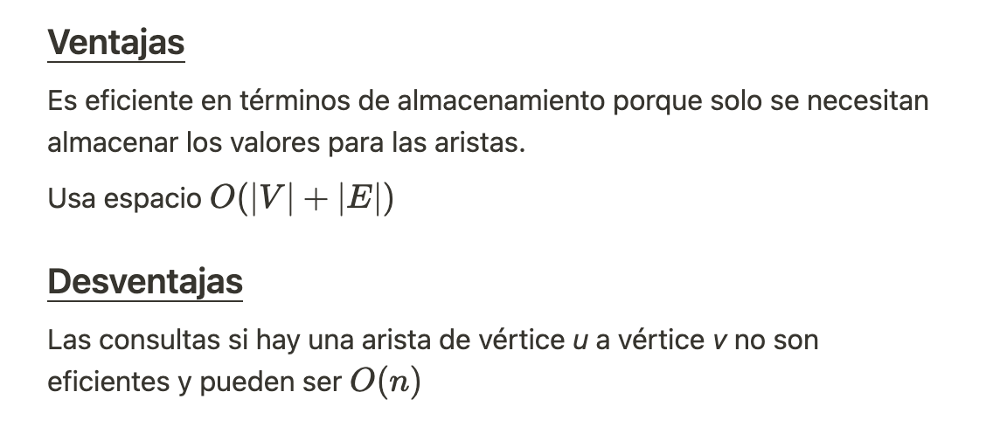 Ventajas
Es eficiente en términos de almacenamiento porque solo se necesitan
almacenar los valores para las aristas.
Usa espacio O(|V| + |E|)
Desventajas
Las consultas si hay una arista de vértice u a vértice v no son
eficientes y pueden ser O(n)